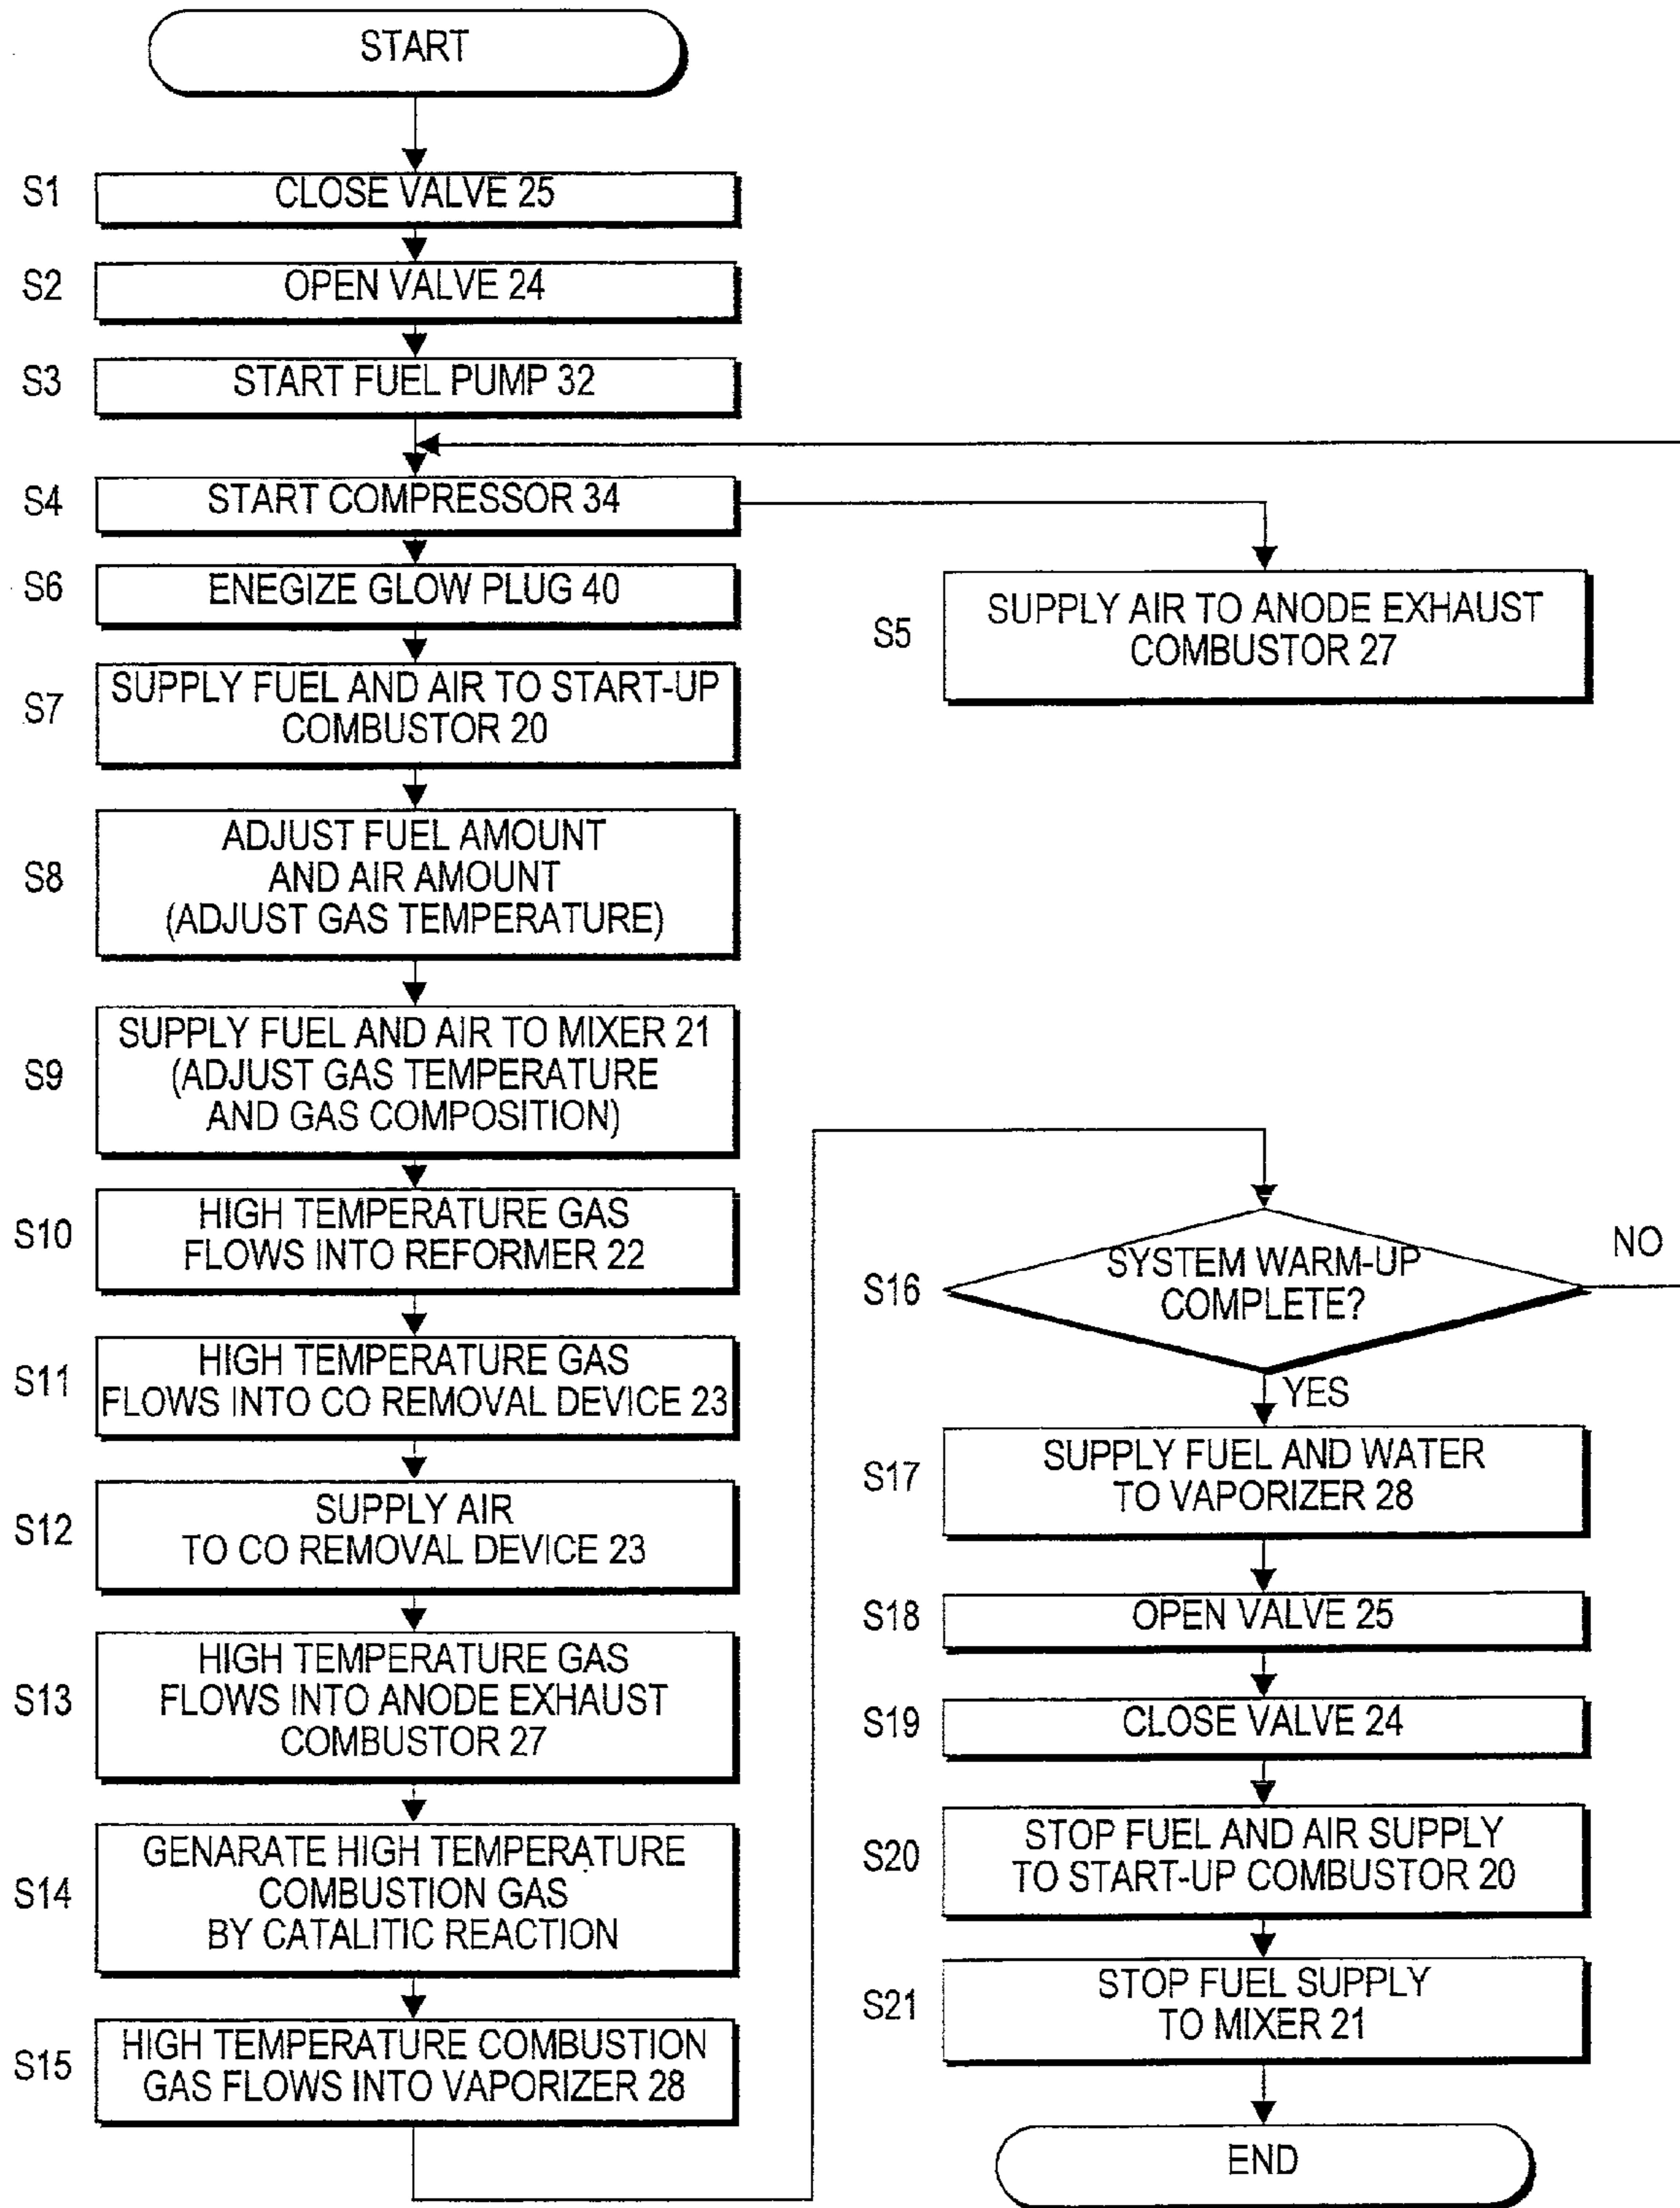 START
S1
CLOSE VALVE 25
S2
OPEN VALVE 24
S3
START FUEL PUMP 32
S4
START COMPRESSOR 34
S6
ENEGIZE GLOW PLUG 40
S5
SUPPLY AIR TO ANODE EXHAUST
COMBUSTOR 27
S7
SUPPLY FUEL AND AIR TO START-UP
COMBUSTOR 20
S8
ADJUST FUEL AMOUNT
AND AIR AMOUNT
(ADJUST GAS TEMPERATURE)
S9
SUPPLY FUEL AND AIR TO MIXER 21
(ADJUST GAS TEMPERATURE
AND GAS COMPOSITION)
S10
HIGH TEMPERATURE GAS
FLOWS INTO REFORMER 22
S11
HIGH TEMPERATURE GAS
FLOWS INTO CO REMOVAL DEVICE 23
S12
SUPPLY AIR
TO CO REMOVAL DEVICE 23
S13
HIGH TEMPERATURE GAS
FLOWS INTO ANODE EXHAUST
COMBUSTOR 27
S14
GENARATE HIGH TEMPERATURE
COMBUSTION GAS
BY CATALITIC REACTION
S15
HIGH TEMPERATURE COMBUSTION
GAS FLOWS INTO VAPORIZER 28
S16
SYSTEM WARM-UP
COMPLETE?
NO
YES
S17
SUPPLY FUEL AND WATER
TO VAPORIZER 28
S18
OPEN VALVE 25
S19
CLOSE VALVE 24
S20
STOP FUEL AND AIR SUPPLY
TO START-UP COMBUSTOR 20
S21
STOP FUEL SUPPLY
TO MIXER 21
END